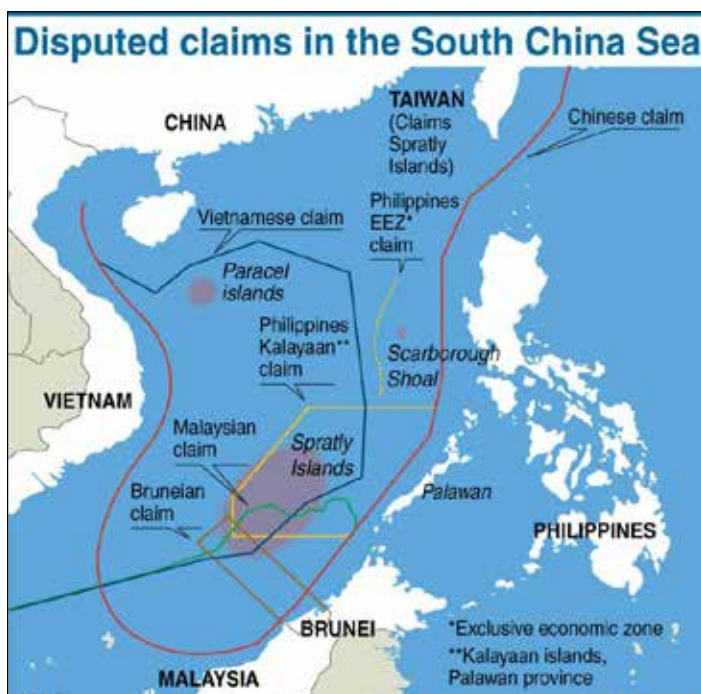 Disputed claims in the South China Sea
TAIWAN
(Claims
Spratly
Islands)
CHINA
Chinese claim
Philippines
EEZ*
claim
Vietnamese claim
Paracel
islands
Philippines
Kalayaan**
claim
Scarborough
Shoal
VIETNAM
Malaysian
claim
Spratly
Islands
Bruneian
claim
Palawan
PHILIPPINES
BRUNEI
MALAYSIA
*Exclusive economic zone
**Kalayaan islands,
Palawan province